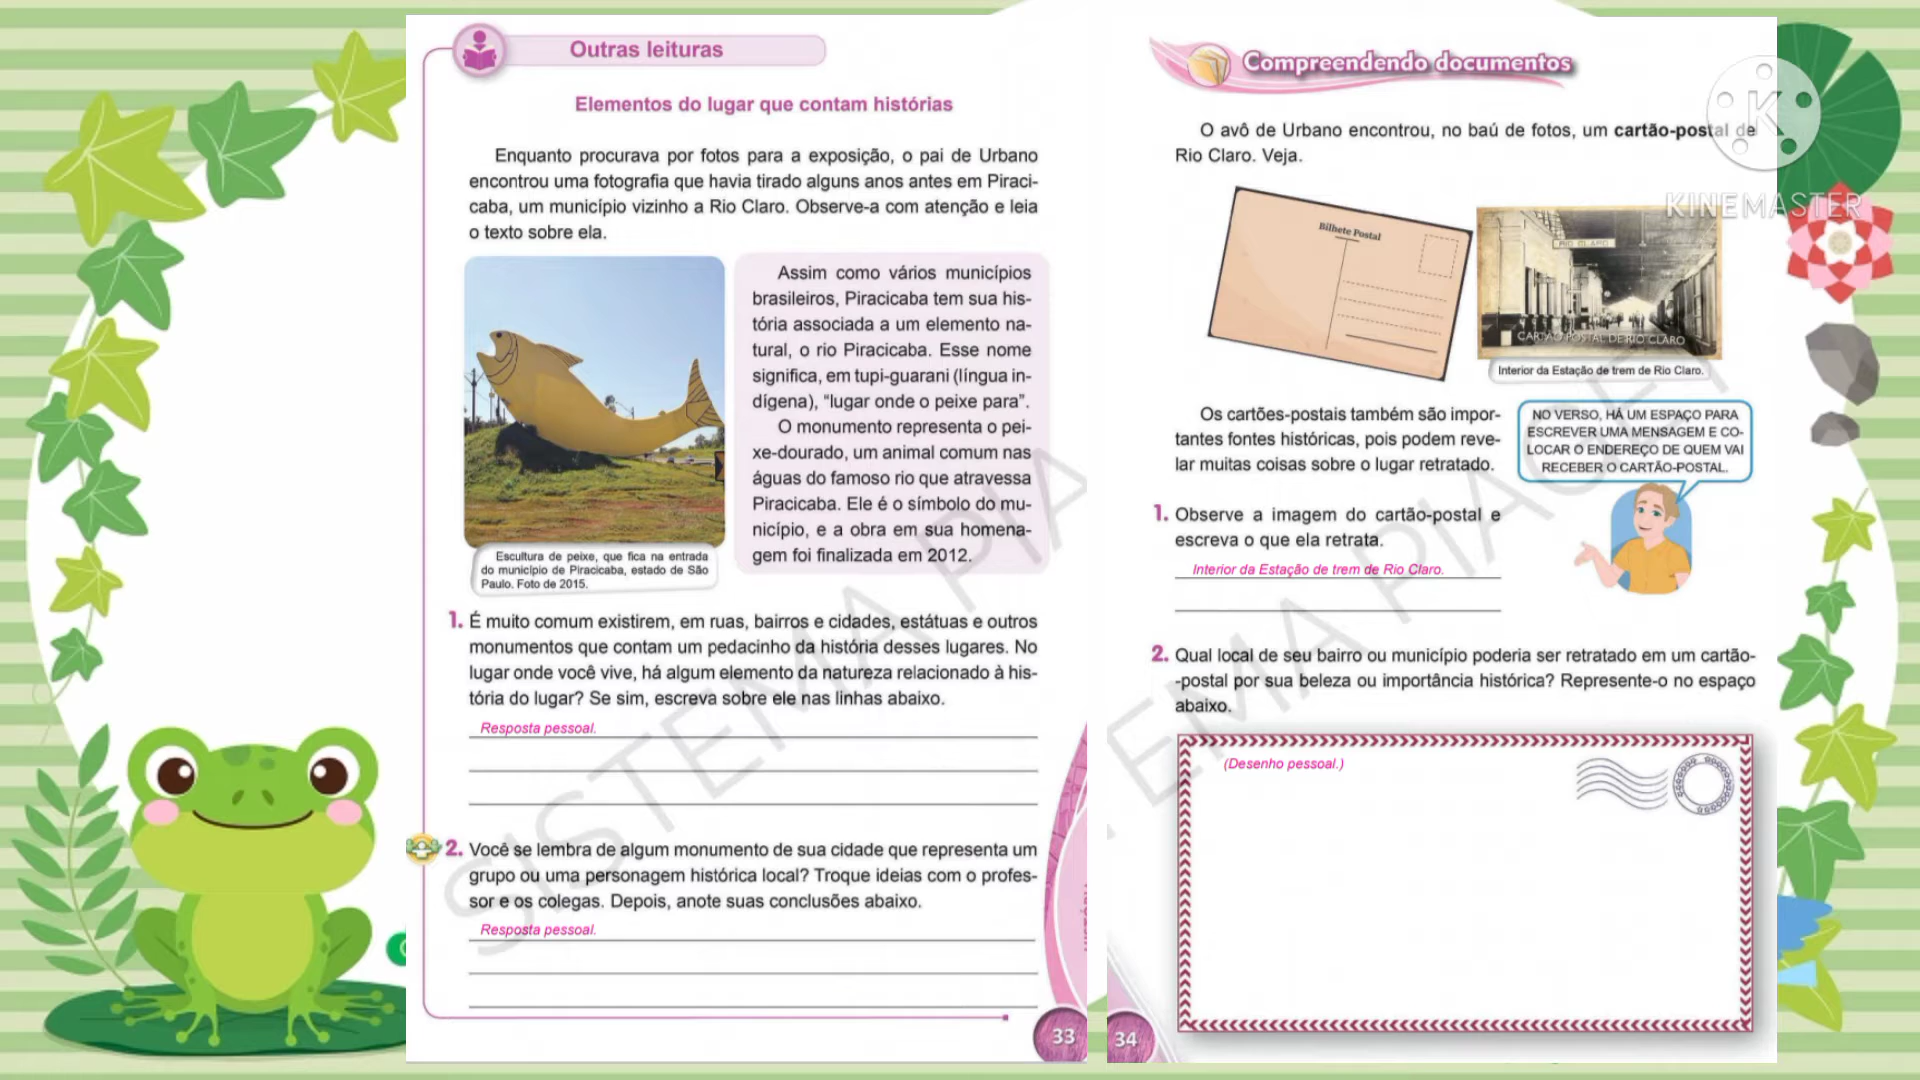 Outras leituras
Elementos do lugar que contam histórias
Enquanto procurava por fotos para a exposição, o pai de Urbano
encontrou uma fotografia que havia tirado alguns anos antes em Piraci-
caba, um município vizinho a Rio Claro. Observe-a com atenção e leia
o texto sobre ela.
Assim como vários municípios
brasileiros, Piracicaba tem sua his-
tória associada a um elemento na-
tural, o rio Piracicaba. Esse nome
significa, em tupi-guarani (língua in-
dígena), “lugar onde o peixe para”.
O monumento representa o pei-
xe-dourado, um animal comum nas
águas do famoso rio que atravessa
Piracicaba. Ele é o símbolo do mu-
nicípio, e a obra em sua homena-
gem foi finalizada em 2012.
Escultura de peixe, que fica na entrada
do município de Piracicaba, estado de São
Paulo. Foto de 2015.
1. É muito comum existirem, em ruas, bairros e cidades, estátuas e outros
monumentos que contam um pedacinho da história desses lugares. No
lugar onde você vive, há algum elemento da natureza relacionado à his-
tória do lugar? Se sim, escreva sobre ele nas linhas abaixo.
Resposta pessoal.
2. Você se lembra de algum monumento de sua cidade que representa um
grupo ou uma personagem histórica local? Troque ideias com o profes-
sor e os colegas. Depois, anote suas conclusões abaixo.
Resposta pessoal.
33
Compreendendo documentos
O avô de Urbano encontrou, no baú de fotos, um cartão-postal de
Rio Claro. Veja.
Bilhete Postal
RIO CLARO
CARTÃO POSTAL DE RIO CLARO
Interior da Estação de trem de Rio Claro.
Os cartões-postais também são impor-
tantes fontes históricas, pois podem reve-
lar muitas coisas sobre o lugar retratado.
NO VERSO, HÁ UM ESPAÇO PARA
ESCREVER UMA MENSAGEM E CO-
LOCAR O ENDEREÇO DE QUEM VAI
RECEBER O CARTÃO-POSTAL.
1. Observe a imagem do cartão-postal e
escreva o que ela retrata.
Interior da Estação de trem de Rio Claro.
2. Qual local de seu bairro ou município poderia ser retratado em um cartão-
-postal por sua beleza ou importância histórica? Represente-o no espaço
abaixo.
(Desenho pessoal.)
34
SISTEMA PIA
EMA PIAGET
K
KINEMASTER